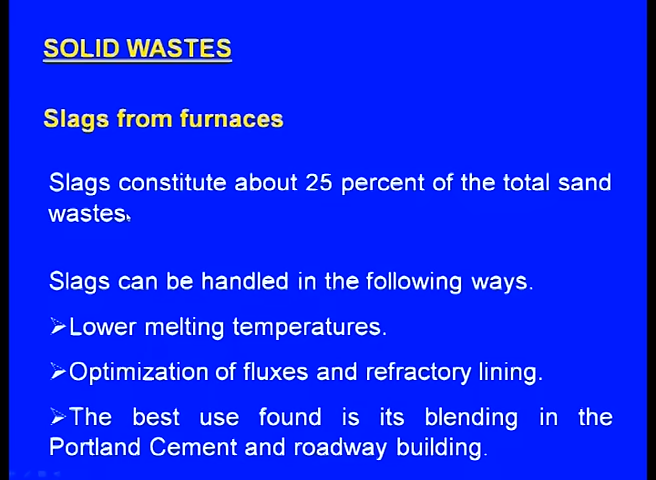 SOLID WASTES
Slags from furnaces
Slags constitute about 25 percent of the total sand
wastes.
Slags can be handled in the following ways.
➢Lower melting temperatures.
➢Optimization of fluxes and refractory lining.
➢The best use found is its blending in the
Portland Cement and roadway building.